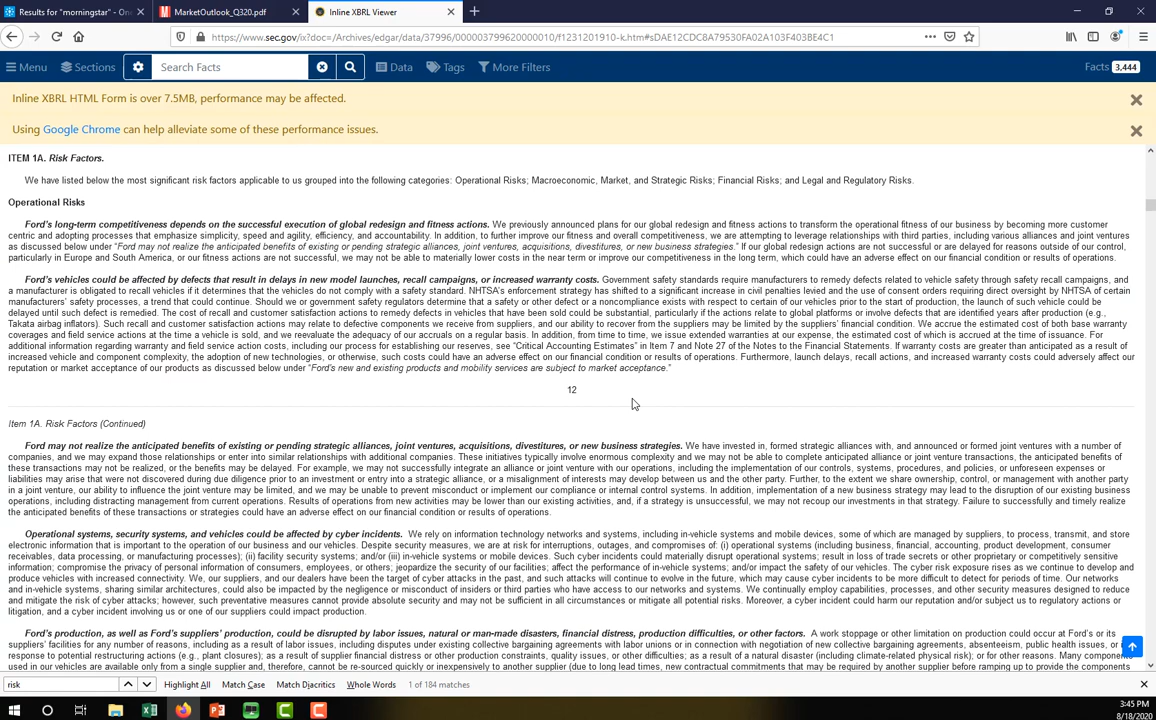 Results for "morningstar" - On
MarketOutlook_Q320.pdf
Inline XBRL Viewer
https://www.sec.gov/ix?doc=/Archives/edgar/data/37996/000003799620000010/f1231201910-k.htm#sDAE12CDC8A79530FA02A103F403BE4C1
Menu Sections Search Facts Data Tags More Filters Facts 3,444
Inline XBRL HTML Form is over 7.5MB, performance may be affected.
Using Google Chrome can help alleviate some of these performance issues.
ITEM 1A. Risk Factors.
We have listed below the most significant risk factors applicable to us grouped into the following categories: Operational Risks; Macroeconomic, Market, and Strategic Risks; Financial Risks; and Legal and Regulatory Risks.
Operational Risks
Ford's long-term competitiveness depends on the successful execution of global redesign and fitness actions. We previously announced plans for our global redesign and fitness actions to transform the operational fitness of our business by becoming more customer
centric and adopting processes that emphasize simplicity, speed and agility, efficiency, and accountability. In addition, to further improve our fitness and overall competitiveness, we are attempting to leverage relationships with third parties, including various alliances and joint ventures
as discussed below under "Ford may not realize the anticipated benefits of existing or pending strategic alliances, joint ventures, acquisitions, divestitures, or new business strategies." If our global redesign actions are not successful or are delayed for reasons outside of our control,
particularly in Europe and South America, or our fitness actions are not successful, we may not be able to materially lower costs in the near term or improve our competitiveness in the long term, which could have an adverse effect on our financial condition or results of operations.
Ford's vehicles could be affected by defects that result in delays in new model launches, recall campaigns, or increased warranty costs. Government safety standards require manufacturers to remedy defects related to vehicle safety through safety recall campaigns, and
a manufacturer is obligated to recall vehicles if it determines that the vehicles do not comply with a safety standard. NHTSA's enforcement strategy has shifted to a significant increase in civil penalties levied and the use of consent orders requiring direct oversight by NHTSA of certain
manufacturers' safety processes, a trend that could continue. Should we or government safety regulators determine that a safety or other defect or a noncompliance exists with respect to certain of our vehicles prior to the start of production, the launch of such vehicle could be
delayed until such defect is remedied. The cost of recall and customer satisfaction actions to remedy defects in vehicles that have been sold could be substantial, particularly if the actions relate to global platforms or involve defects that are identified years after production (e.g.,
Takata airbag inflators). Such recall and customer satisfaction actions may relate to defective components we receive from suppliers, and our ability to recover from the suppliers may be limited by the suppliers' financial condition. We accrue the estimated cost of both base warranty
coverages and field service actions at the time a vehicle is sold, and we reevaluate the adequacy of our accruals on a regular basis. In addition, from time to time, we issue extended warranties at our expense, the estimated cost of which is accrued at the time of issuance. For
additional information regarding warranty and field service action costs, including our process for establishing our reserves, see "Critical Accounting Estimates" in Item 7 and Note 27 of the Notes to the Financial Statements. If warranty costs are greater than anticipated as a result of
increased vehicle and component complexity, the adoption of new technologies, or otherwise, such costs could have an adverse effect on our financial condition or results of operations. Furthermore, launch delays, recall actions, and increased warranty costs could adversely affect our
reputation or market acceptance of our products as discussed below under "Ford's new and existing products and mobility services are subject to market acceptance."
12
Item 1A. Risk Factors (Continued)
Ford may not realize the anticipated benefits of existing or pending strategic alliances, joint ventures, acquisitions, divestitures, or new business strategies. We have invested in, formed strategic alliances with, and announced or formed joint ventures with a number of
companies, and we may expand those relationships or enter into similar relationships with additional companies. These initiatives typically involve enormous complexity and we may not be able to complete anticipated alliance or joint venture transactions, the anticipated benefits of
these transactions may not be realized, or the benefits may be delayed. For example, we may not successfully integrate an alliance or joint venture with our operations, including the implementation of our controls, systems, procedures, and policies, or unforeseen expenses or
liabilities may arise that were not discovered during due diligence prior to an investment or entry into a strategic alliance, or a misalignment of interests may develop between us and the other party. Further, to the extent we share ownership, control, or management with another party
in a joint venture, our ability to influence the joint venture may be limited, and we may be unable to prevent misconduct or implement our compliance or internal control systems. In addition, implementation of a new business strategy may lead to the disruption of our existing business
operations, including distracting management from current operations. Results of operations from new activities may be lower than our existing activities, and, if a strategy is unsuccessful, we may not recoup our investments in that strategy. Failure to successfully and timely realize
the anticipated benefits of these transactions or strategies could have an adverse effect on our financial condition or results of operations.
Operational systems, security systems, and vehicles could be affected by cyber incidents. We rely on information technology networks and systems, including in-vehicle systems and mobile devices, some of which are managed by suppliers, to process, transmit, and store
electronic information that is important to the operation of our business and our vehicles. Despite security measures, we are at risk for interruptions, outages, and compromises of: (i) operational systems (including business, financial, accounting, product development, consumer
receivables, data processing, or manufacturing processes); (ii) facility security systems; and/or (iii) in-vehicle systems or mobile devices. Such cyber incidents could materially disrupt operational systems; result in loss of trade secrets or other proprietary or competitively sensitive
information; compromise the privacy of personal information of consumers, employees, or others; jeopardize the security of our facilities; affect the performance of in-vehicle systems; and/or impact the safety of our vehicles. The cyber risk exposure rises as we continue to develop and
produce vehicles with increased connectivity. We, our suppliers, and our dealers have been the target of cyber attacks in the past, and such attacks will continue to evolve in the future, which may cause cyber incidents to be more difficult to detect for periods of time. Our networks
and in-vehicle systems, sharing similar architectures, could also be impacted by the negligence or misconduct of insiders or third parties who have access to our networks and systems. We continually employ capabilities, processes, and other security measures designed to reduce
and mitigate the risk of cyber attacks; however, such preventative measures cannot provide absolute security and may not be sufficient in all circumstances or mitigate all potential risks. Moreover, a cyber incident could harm our reputation and/or subject us to regulatory actions or
litigation, and a cyber incident involving us or one of our suppliers could impact production.
Ford's production, as well as Ford's suppliers' production, could be disrupted by labor issues, natural or man-made disasters, financial distress, production difficulties, or other factors. A work stoppage or other limitation on production could occur at Ford's or its
suppliers' facilities for any number of reasons, including as a result of labor issues, including disputes under existing collective bargaining agreements with labor unions or in connection with negotiation of new collective bargaining agreements, absenteeism, public health issues, or
response to potential restructuring actions (e.g., plant closures); as a result of supplier financial distress or other production constraints, quality issues, or other difficulties; as a result of a natural disaster (including climate-related physical risk); or for other reasons. Many components
used in our vehicles are available only from a single supplier and, therefore, cannot be re-sourced quickly or inexpensively to another supplier (due to long lead times, new contractual commitments that may be required by another supplier before ramping up to provide the components
risk Highlight All Match Case Match Diacritics Whole Words 1 of 184 matches
3:45 PM
8/18/2020